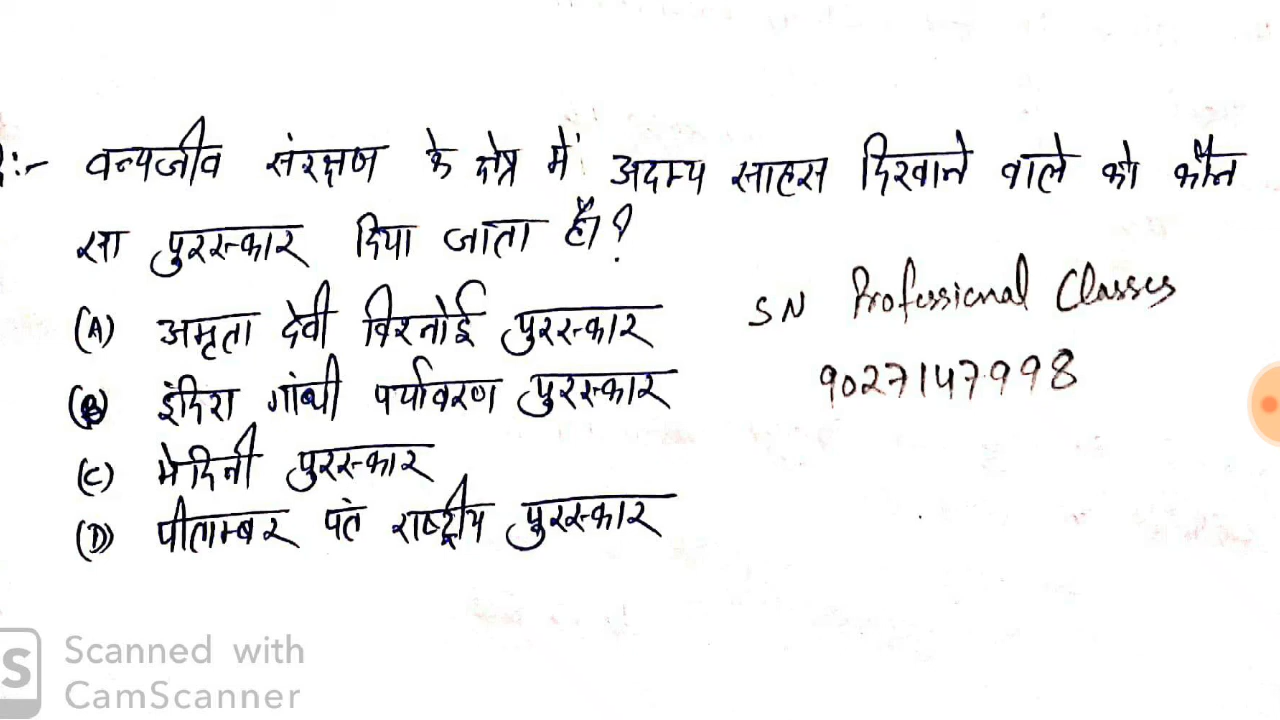 :- वन्यजीव संरक्षण के क्षेत्र में अदम्य साहस दिखाने वाले को कौन
सा पुरस्कार दिया जाता हैं?
(A) अमृता देवी विश्नोई पुरस्कार
(B) इंदिरा गांधी पर्यावरण पुरस्कार
(C) मेदिनी पुरस्कार
(D) पीताम्बर पंत राष्ट्रीय पुरस्कार
SN Professional Classes
9027147998
S
Scanned with
CamScanner